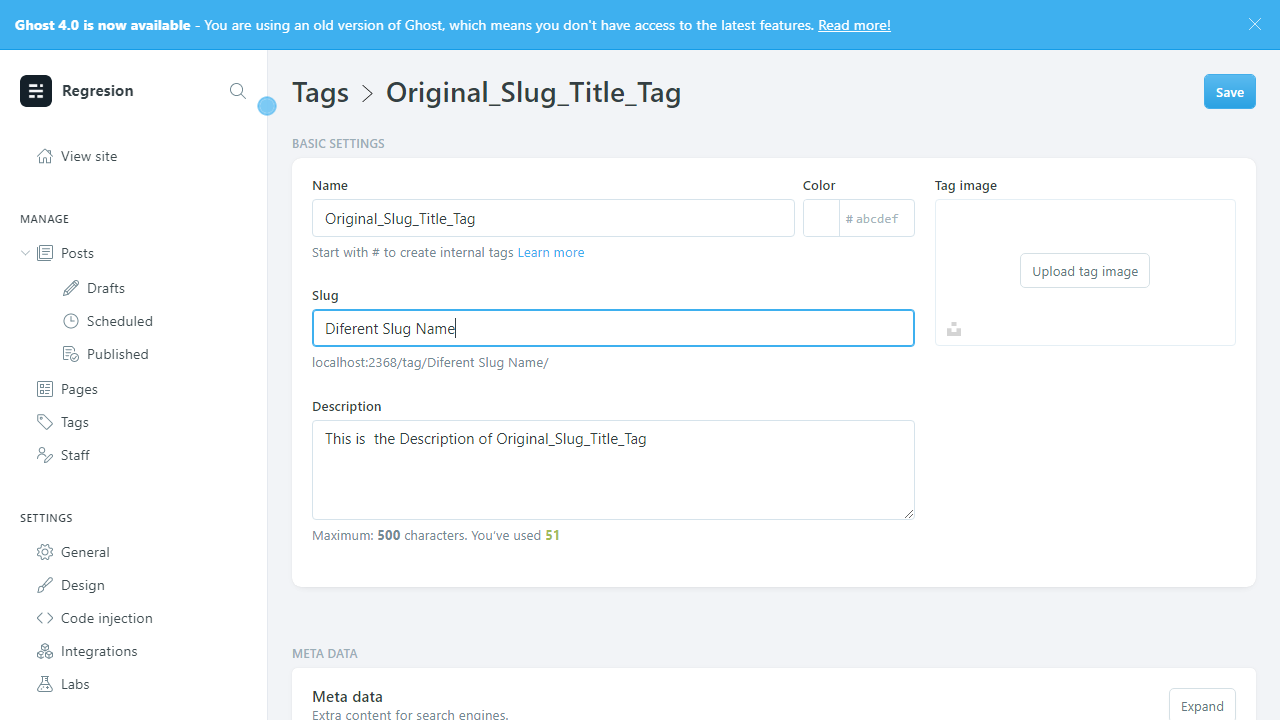 Ghost 4.0 is now available - You are using an old version of Ghost, which means you don't have access to the latest features. Read more!
Regresion
View site
MANAGE
Posts
Drafts
Scheduled
Published
Pages
Tags
Staff
SETTINGS
General
Design
Code injection
Integrations
Labs
Tags > Original_Slug_Title_Tag
Save
BASIC SETTINGS
Name
Original_Slug_Title_Tag
Start with # to create internal tags Learn more
Color
# abcdef
Tag image
Upload tag image
Slug
Diferent Slug Name
localhost:2368/tag/Diferent Slug Name/
Description
This is  the Description of Original_Slug_Title_Tag
Maximum: 500 characters. You've used 51
META DATA
Meta data
Extra content for search engines.
Expand